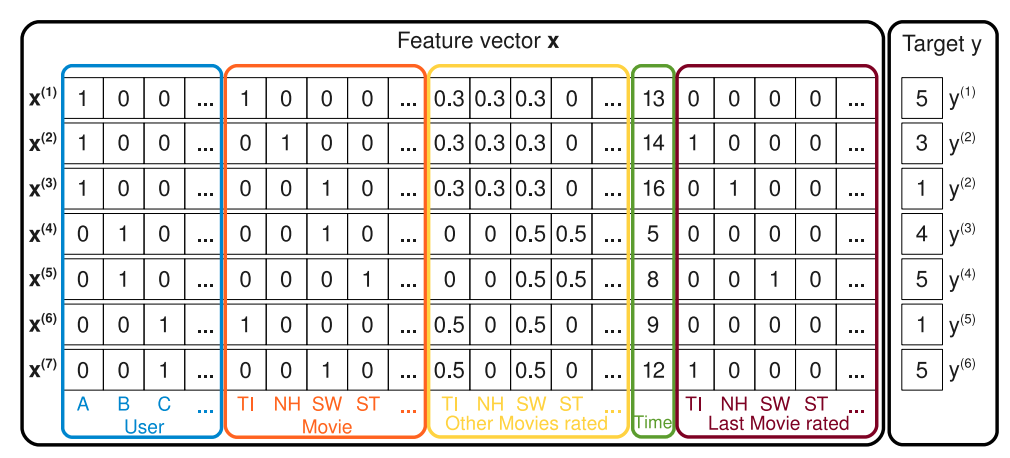 Feature vector x Target y
x(1) 1 0 0 ... 1 0 0 0 ... 0.3 0.3 0.3 0 ... 13 0 0 0 0 ... 5 y(1)
x(2) 1 0 0 ... 0 1 0 0 ... 0.3 0.3 0.3 0 ... 14 1 0 0 0 ... 3 y(2)
x(3) 1 0 0 ... 0 0 1 0 ... 0.3 0.3 0.3 0 ... 16 0 1 0 0 ... 1 y(2)
x(4) 0 1 0 ... 0 0 1 0 ... 0 0 0.5 0.5 ... 5 0 0 0 0 ... 4 y(3)
x(5) 0 1 0 ... 0 0 0 1 ... 0 0 0.5 0.5 ... 8 0 0 1 0 ... 5 y(4)
x(6) 0 0 1 ... 1 0 0 0 ... 0.5 0 0.5 0 ... 9 0 0 0 0 ... 1 y(5)
x(7) 0 0 1 ... 0 0 1 0 ... 0.5 0 0.5 0 ... 12 1 0 0 0 ... 5 y(6)
A B C ... TI NH SW ST ... TI NH SW ST ... TI NH SW ST ...
User Movie Other Movies rated Time Last Movie rated